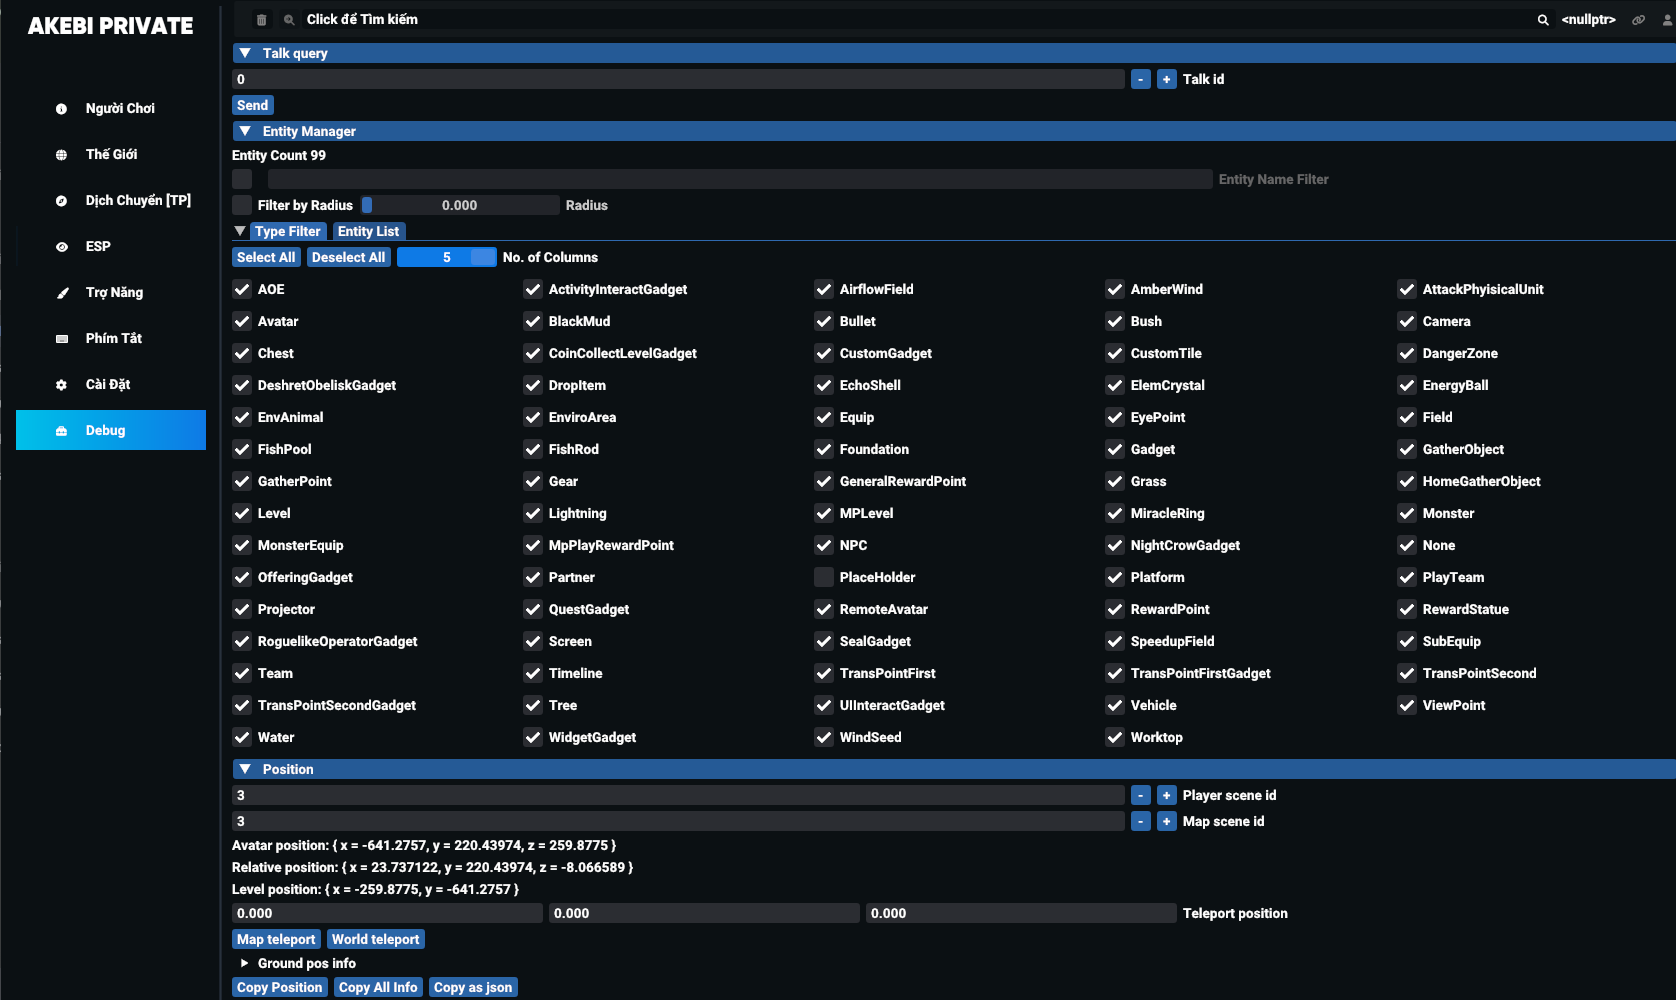 AKEBI PRIVATE
Người Chơi
Thế Giới
Dịch Chuyển [TP]
ESP
Trợ Năng
Phím Tắt
Cài Đặt
Debug
Click để Tìm kiếm
<nullptr>
Talk query
0 - + Talk id
Send
Entity Manager
Entity Count 99
Entity Name Filter
Filter by Radius 0.000 Radius
Type Filter Entity List
Select All Deselect All 5 No. of Columns
AOE ActivityInteractGadget AirflowField AmberWind AttackPhyisicalUnit
Avatar BlackMud Bullet Bush Camera
Chest CoinCollectLevelGadget CustomGadget CustomTile DangerZone
DeshretObeliskGadget DropItem EchoShell ElemCrystal EnergyBall
EnvAnimal EnviroArea Equip EyePoint Field
FishPool FishRod Foundation Gadget GatherObject
GatherPoint Gear GeneralRewardPoint Grass HomeGatherObject
Level Lightning MPLevel MiracleRing Monster
MonsterEquip MpPlayRewardPoint NPC NightCrowGadget None
OfferingGadget Partner PlaceHolder Platform PlayTeam
Projector QuestGadget RemoteAvatar RewardPoint RewardStatue
RoguelikeOperatorGadget Screen SealGadget SpeedupField SubEquip
Team Timeline TransPointFirst TransPointFirstGadget TransPointSecond
TransPointSecondGadget Tree UIInteractGadget Vehicle ViewPoint
Water WidgetGadget WindSeed Worktop
Position
3 - + Player scene id
3 - + Map scene id
Avatar position: { x = -641.2757, y = 220.43974, z = 259.8775 }
Relative position: { x = 23.737122, y = 220.43974, z = -8.066589 }
Level position: { x = -259.8775, y = -641.2757 }
0.000 0.000 0.000 Teleport position
Map teleport World teleport
Ground pos info
Copy Position Copy All Info Copy as json